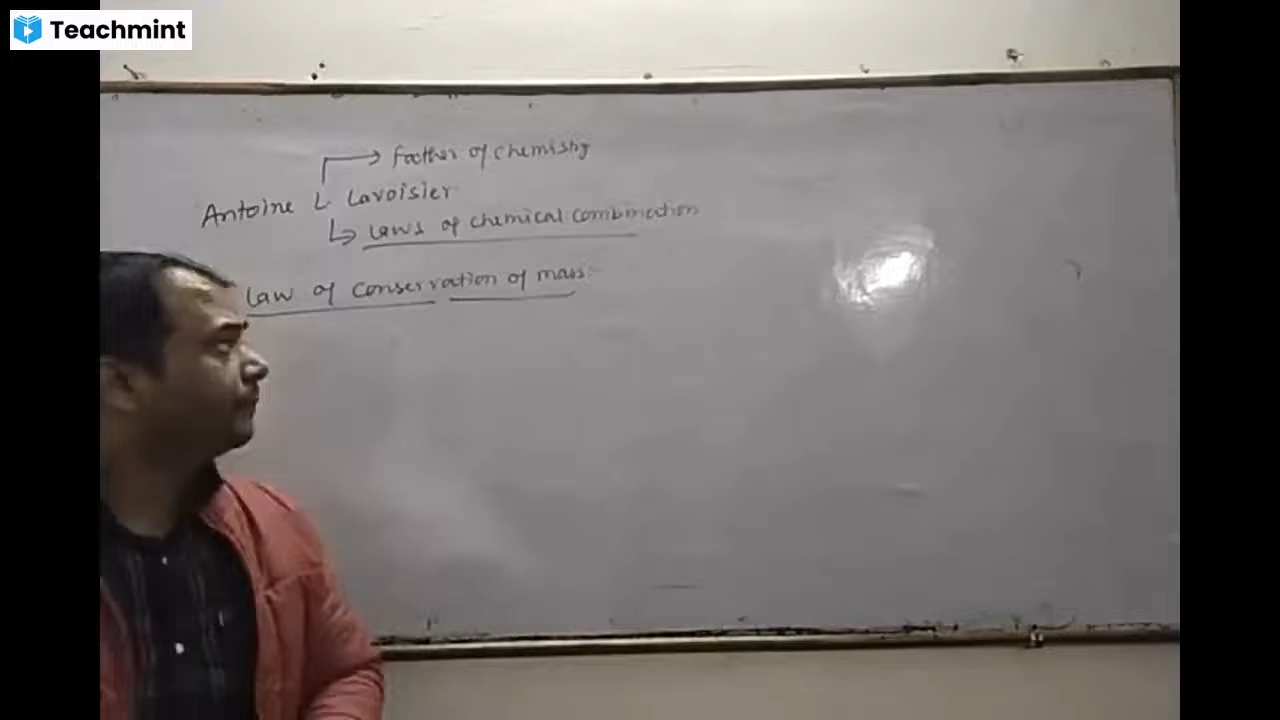 Teachmint
Father of chemistry
Antoine L. Lavoisier
Laws of chemical combination
Law of conservation of mass:-